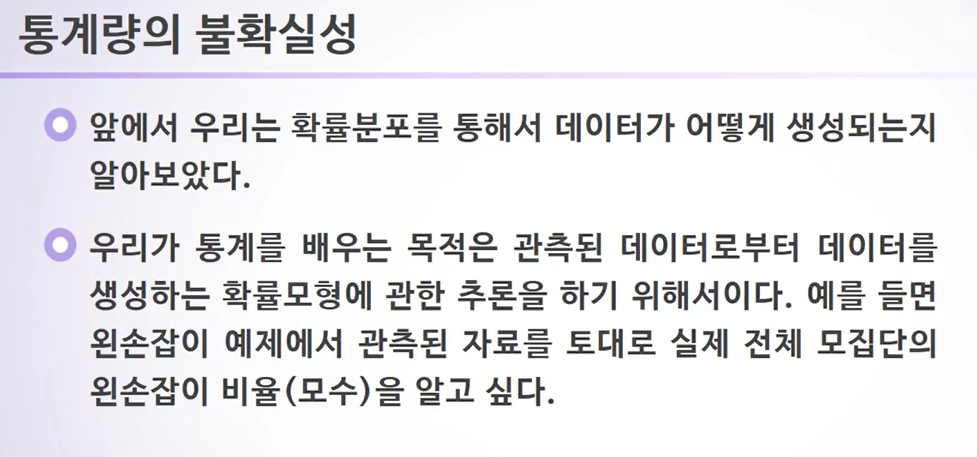 통계량의 불확실성
앞에서 우리는 확률분포를 통해서 데이터가 어떻게 생성되는지
알아보았다.
우리가 통계를 배우는 목적은 관측된 데이터로부터 데이터를
생성하는 확률모형에 관한 추론을 하기 위해서이다. 예를 들면
왼손잡이 예제에서 관측된 자료를 토대로 실제 전체 모집단의
왼손잡이 비율(모수)을 알고 싶다.